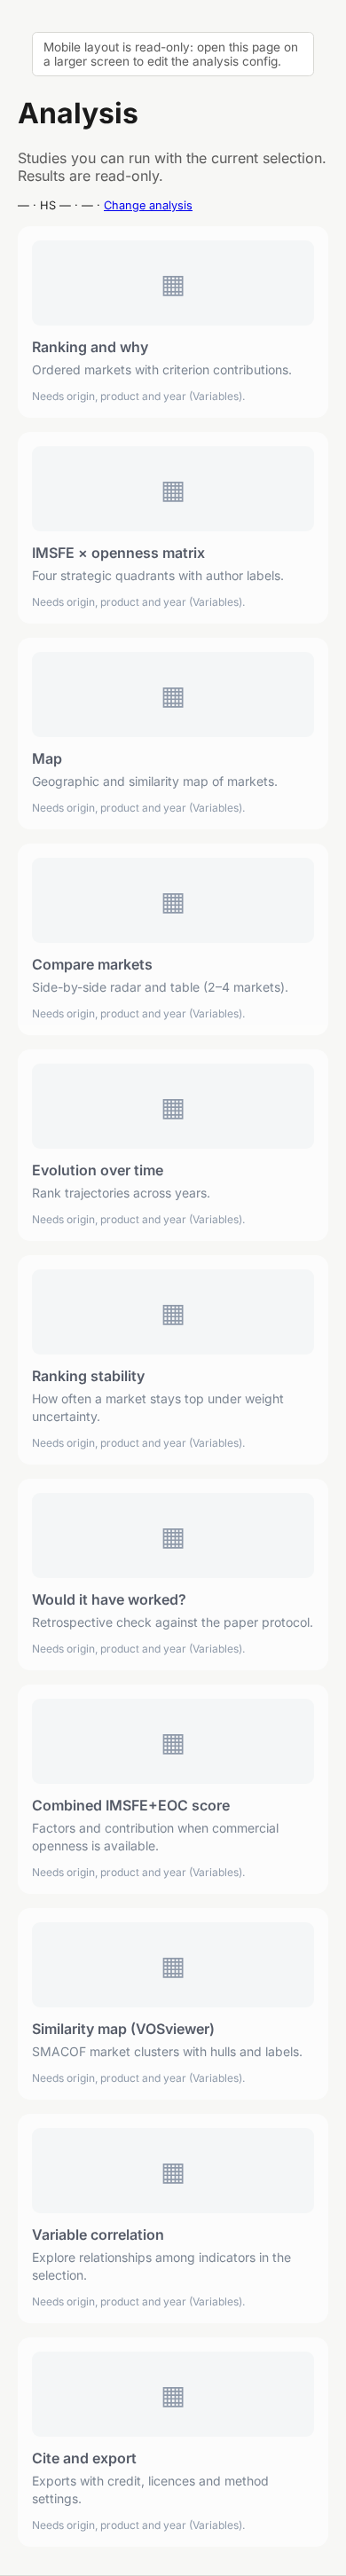 Mobile layout is read-only: open this page on
a larger screen to edit the analysis config.
Analysis
Studies you can run with the current selection.
Results are read-only.
— · HS — · — · Change analysis
Ranking and why
Ordered markets with criterion contributions.
Needs origin, product and year (Variables).
IMSFE × openness matrix
Four strategic quadrants with author labels.
Needs origin, product and year (Variables).
Map
Geographic and similarity map of markets.
Needs origin, product and year (Variables).
Compare markets
Side-by-side radar and table (2–4 markets).
Needs origin, product and year (Variables).
Evolution over time
Rank trajectories across years.
Needs origin, product and year (Variables).
Ranking stability
How often a market stays top under weight
uncertainty.
Needs origin, product and year (Variables).
Would it have worked?
Retrospective check against the paper protocol.
Needs origin, product and year (Variables).
Combined IMSFE+EOC score
Factors and contribution when commercial
openness is available.
Needs origin, product and year (Variables).
Similarity map (VOSviewer)
SMACOF market clusters with hulls and labels.
Needs origin, product and year (Variables).
Variable correlation
Explore relationships among indicators in the
selection.
Needs origin, product and year (Variables).
Cite and export
Exports with credit, licences and method
settings.
Needs origin, product and year (Variables).